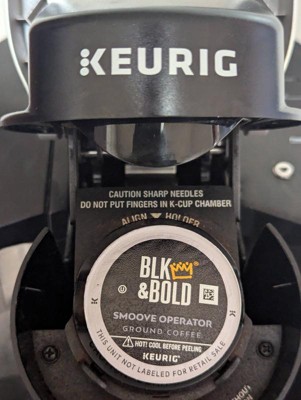 KEURIG
CAUTION SHARP NEEDLES
DO NOT PUT FINGERS IN K-CUP CHAMBER
ALIGN HOLDER
BLK
&BOLD
SMOOVE OPERATOR
GROUND COFFEE
HOT! COOL BEFORE PEELING
KEURIG
K
K
THIS UNIT NOT LABELED FOR RETAIL SALE